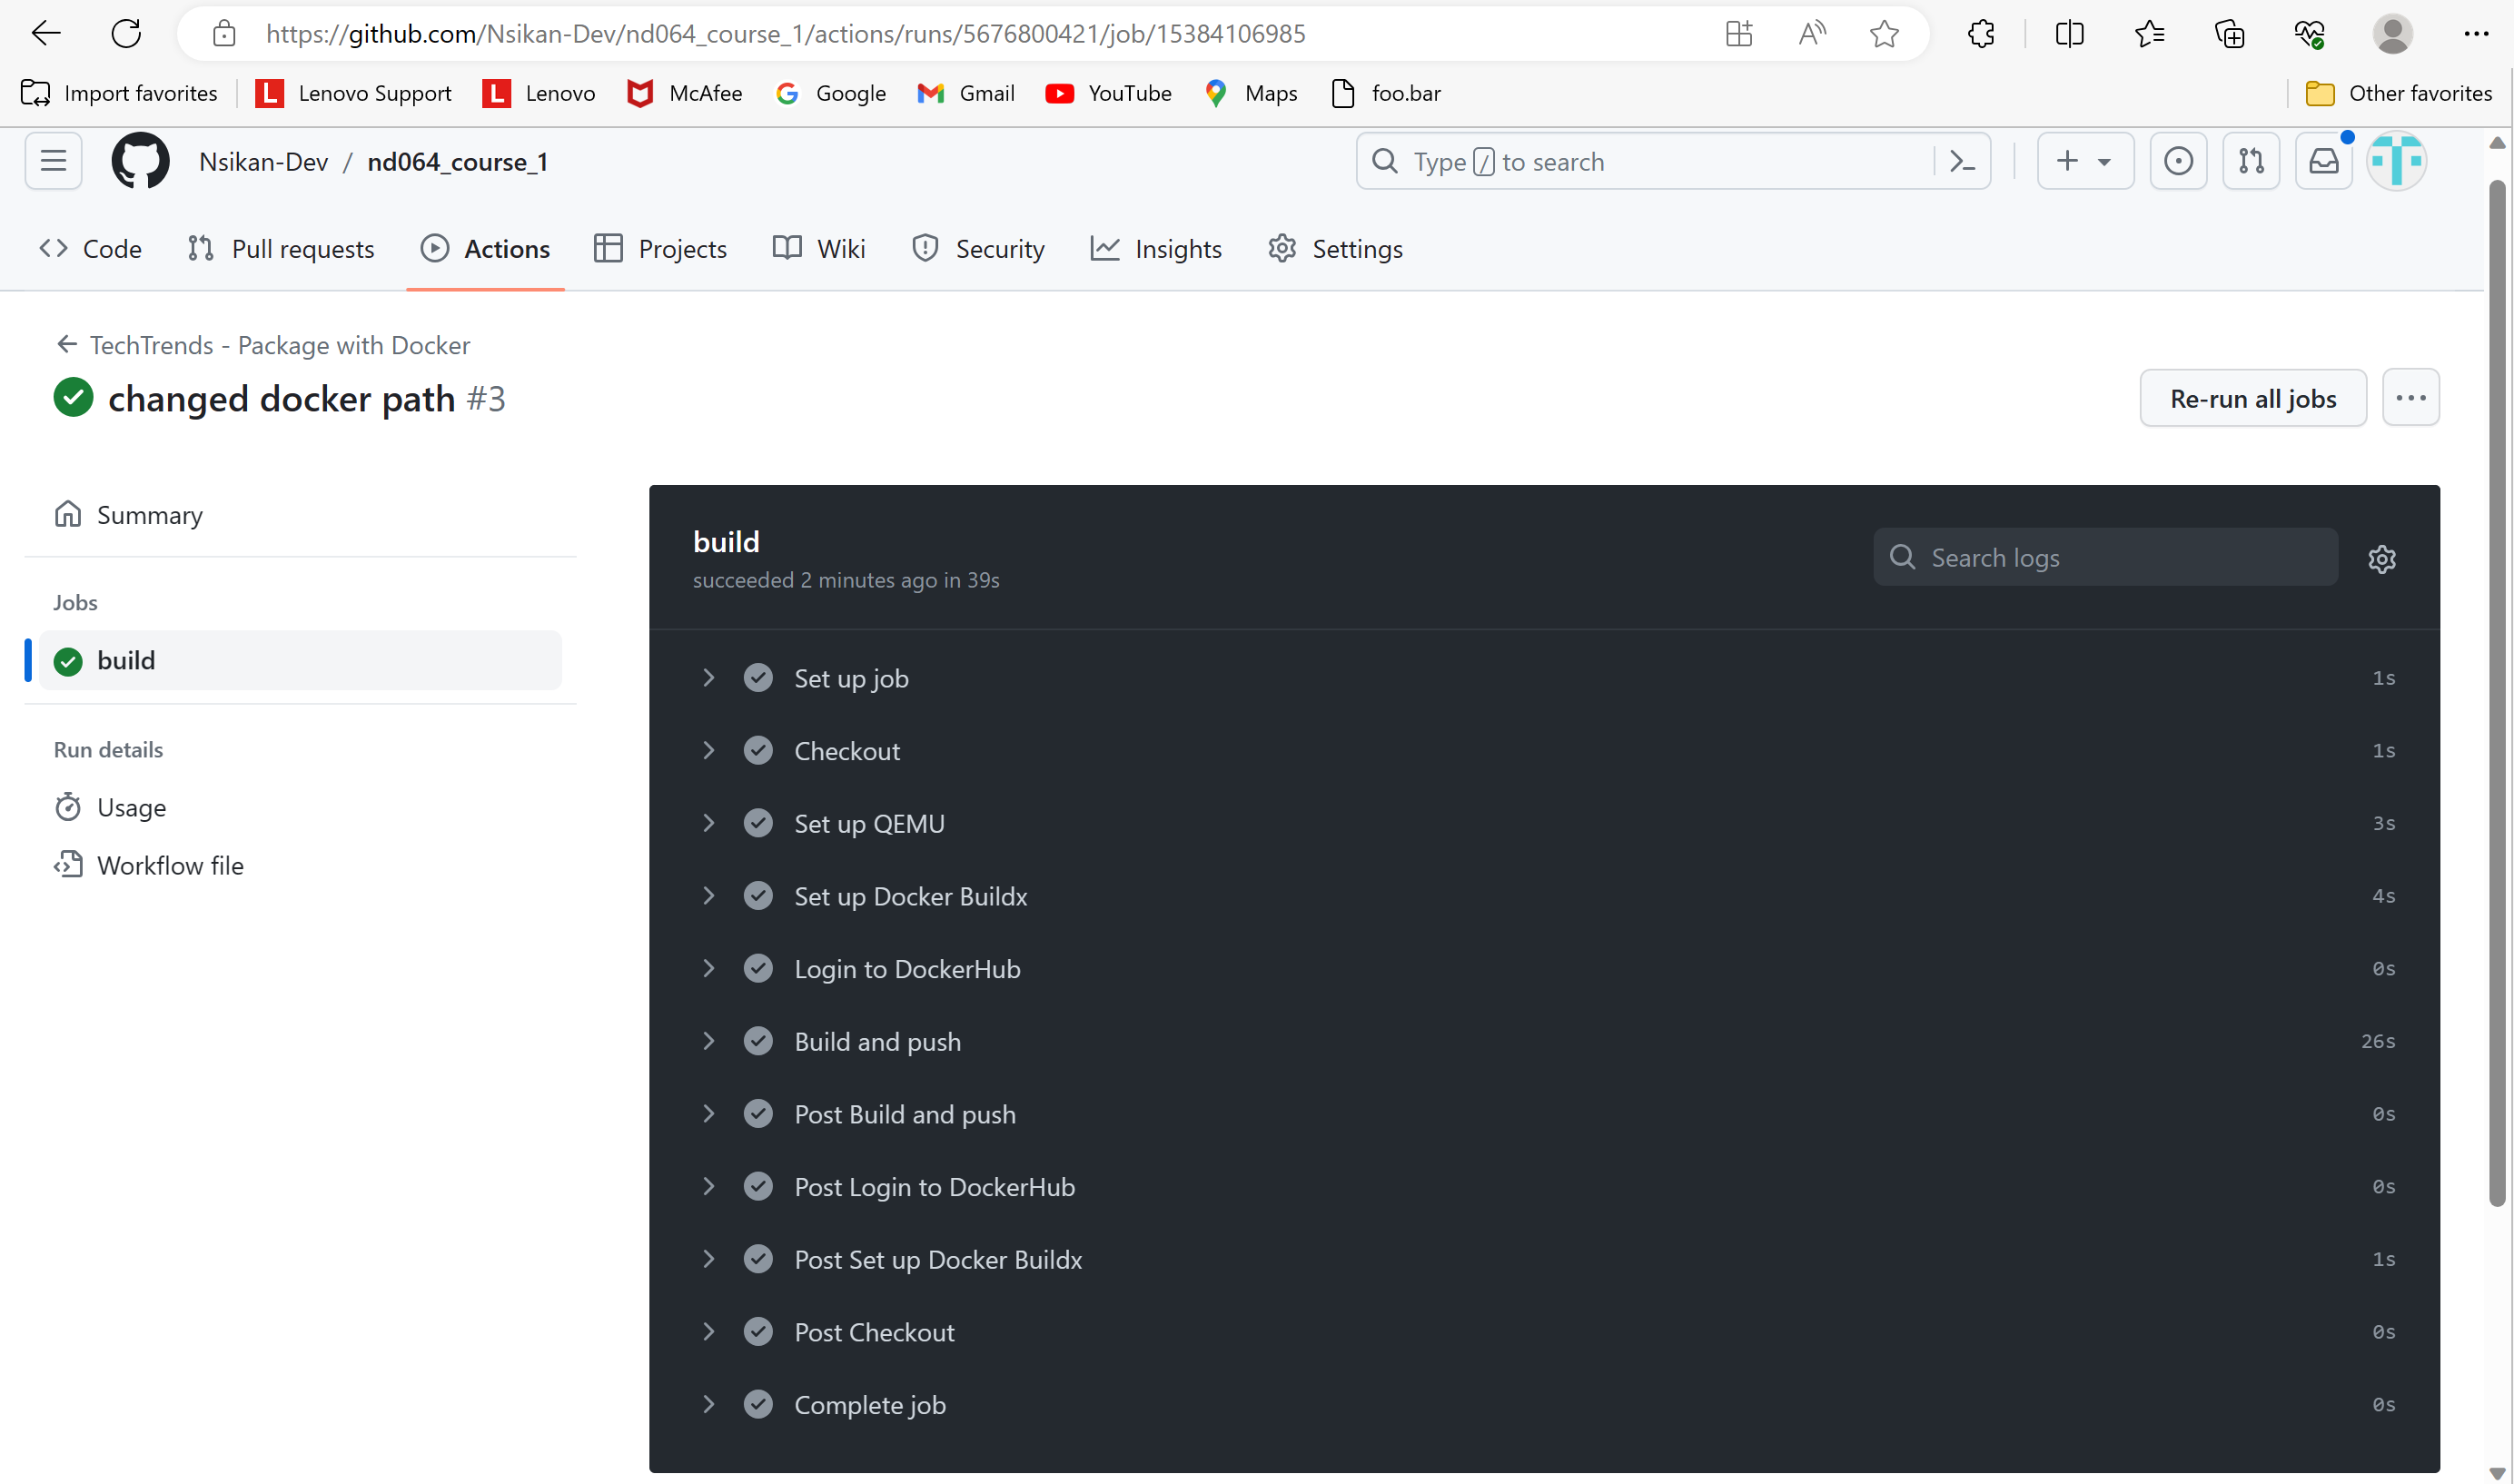 https://github.com/Nsikan-Dev/nd064_course_1/actions/runs/5676800421/job/15384106985
Import favorites L Lenovo Support L Lenovo McAfee Google Gmail YouTube Maps foo.bar Other favorites
Nsikan-Dev / nd064_course_1 Type / to search
Code Pull requests Actions Projects Wiki Security Insights Settings
TechTrends - Package with Docker
changed docker path #3
Re-run all jobs
Summary
Jobs
build
Run details
Usage
Workflow file
build
succeeded 2 minutes ago in 39s
Search logs
Set up job 1s
Checkout 1s
Set up QEMU 3s
Set up Docker Buildx 4s
Login to DockerHub 0s
Build and push 26s
Post Build and push 0s
Post Login to DockerHub 0s
Post Set up Docker Buildx 1s
Post Checkout 0s
Complete job 0s